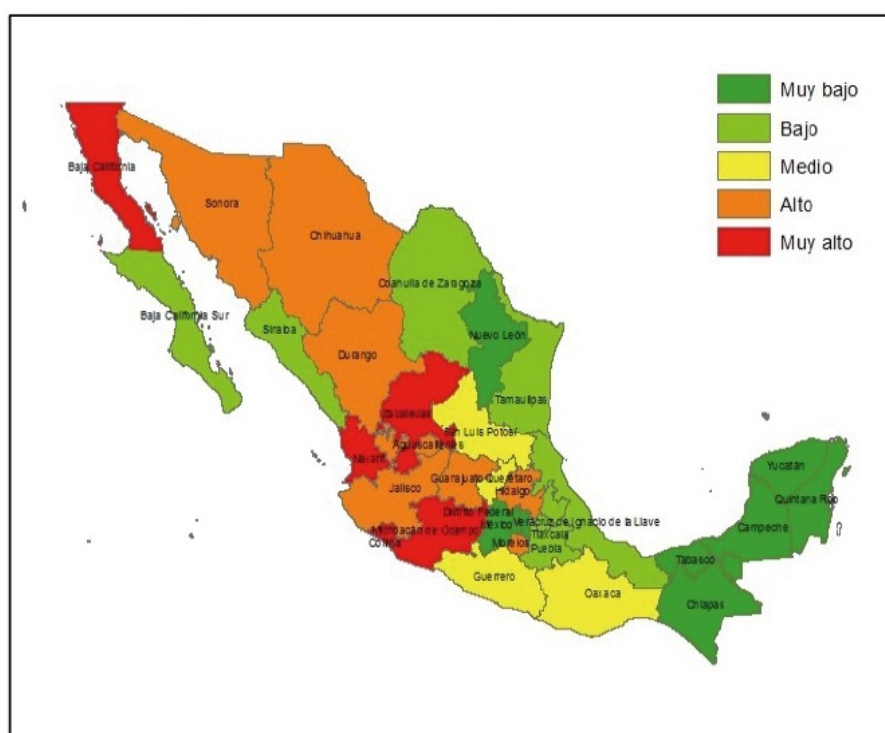 Muy bajo
Bajo
Medio
Alto
Muy alto
Baja California
Sonora
Chihuahua
Coahuila de Zaragoza
Baja California Sur
Sinaloa
Nuevo León
Durango
Tamaulipas
Zacatecas
San Luis Potosí
Aguascalientes
Nayarit
Yucatán
Guanajuato
Querétaro
Hidalgo
Jalisco
Quintana Roo
Distrito Federal
México
Veracruz de Ignacio de la Llave
Michoacán de Ocampo
Campeche
Tlaxcala
Colima
Morelos
Puebla
Tabasco
Guerrero
Oaxaca
Chiapas